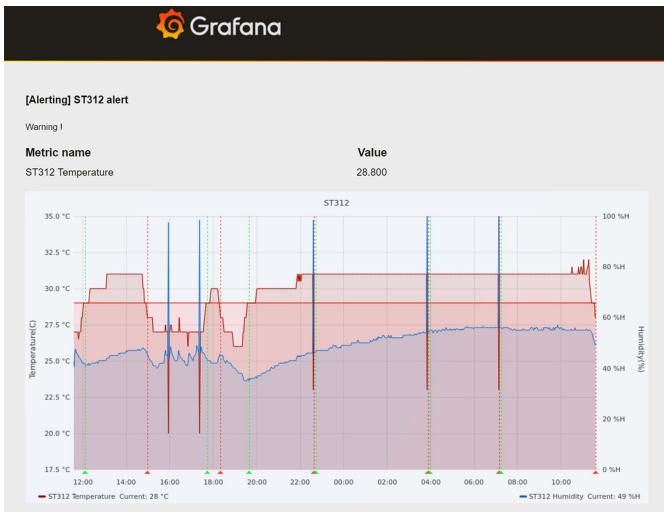 Grafana
[Alerting] ST312 alert
Warning !
Metric name Value
ST312 Temperature 28.800
ST312
35.0 °C 100 %H
32.5 °C
30.0 °C 80 %H
27.5 °C 60 %H
25.0 °C 40 %H
22.5 °C
20.0 °C 20 %H
17.5 °C 0 %H
Temperature(C)
Humidity(%)
12:00 14:00 16:00 18:00 20:00 22:00 00:00 02:00 04:00 06:00 08:00 10:00
ST312 Temperature Current: 28 °C ST312 Humidity Current: 49 %H